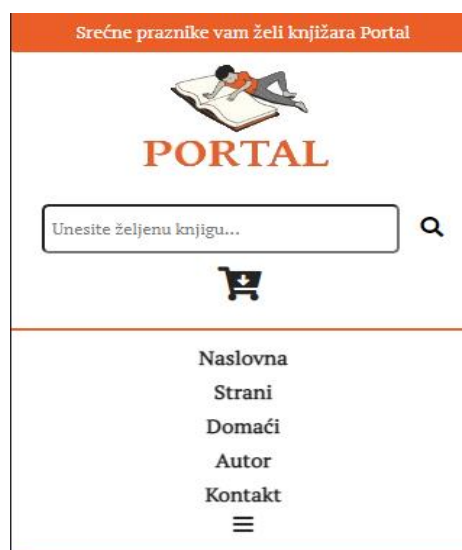 Srećne praznike vam želi knjižara Portal
PORTAL
Unesite željenu knjigu...
Naslovna
Strani
Domaći
Autor
Kontakt